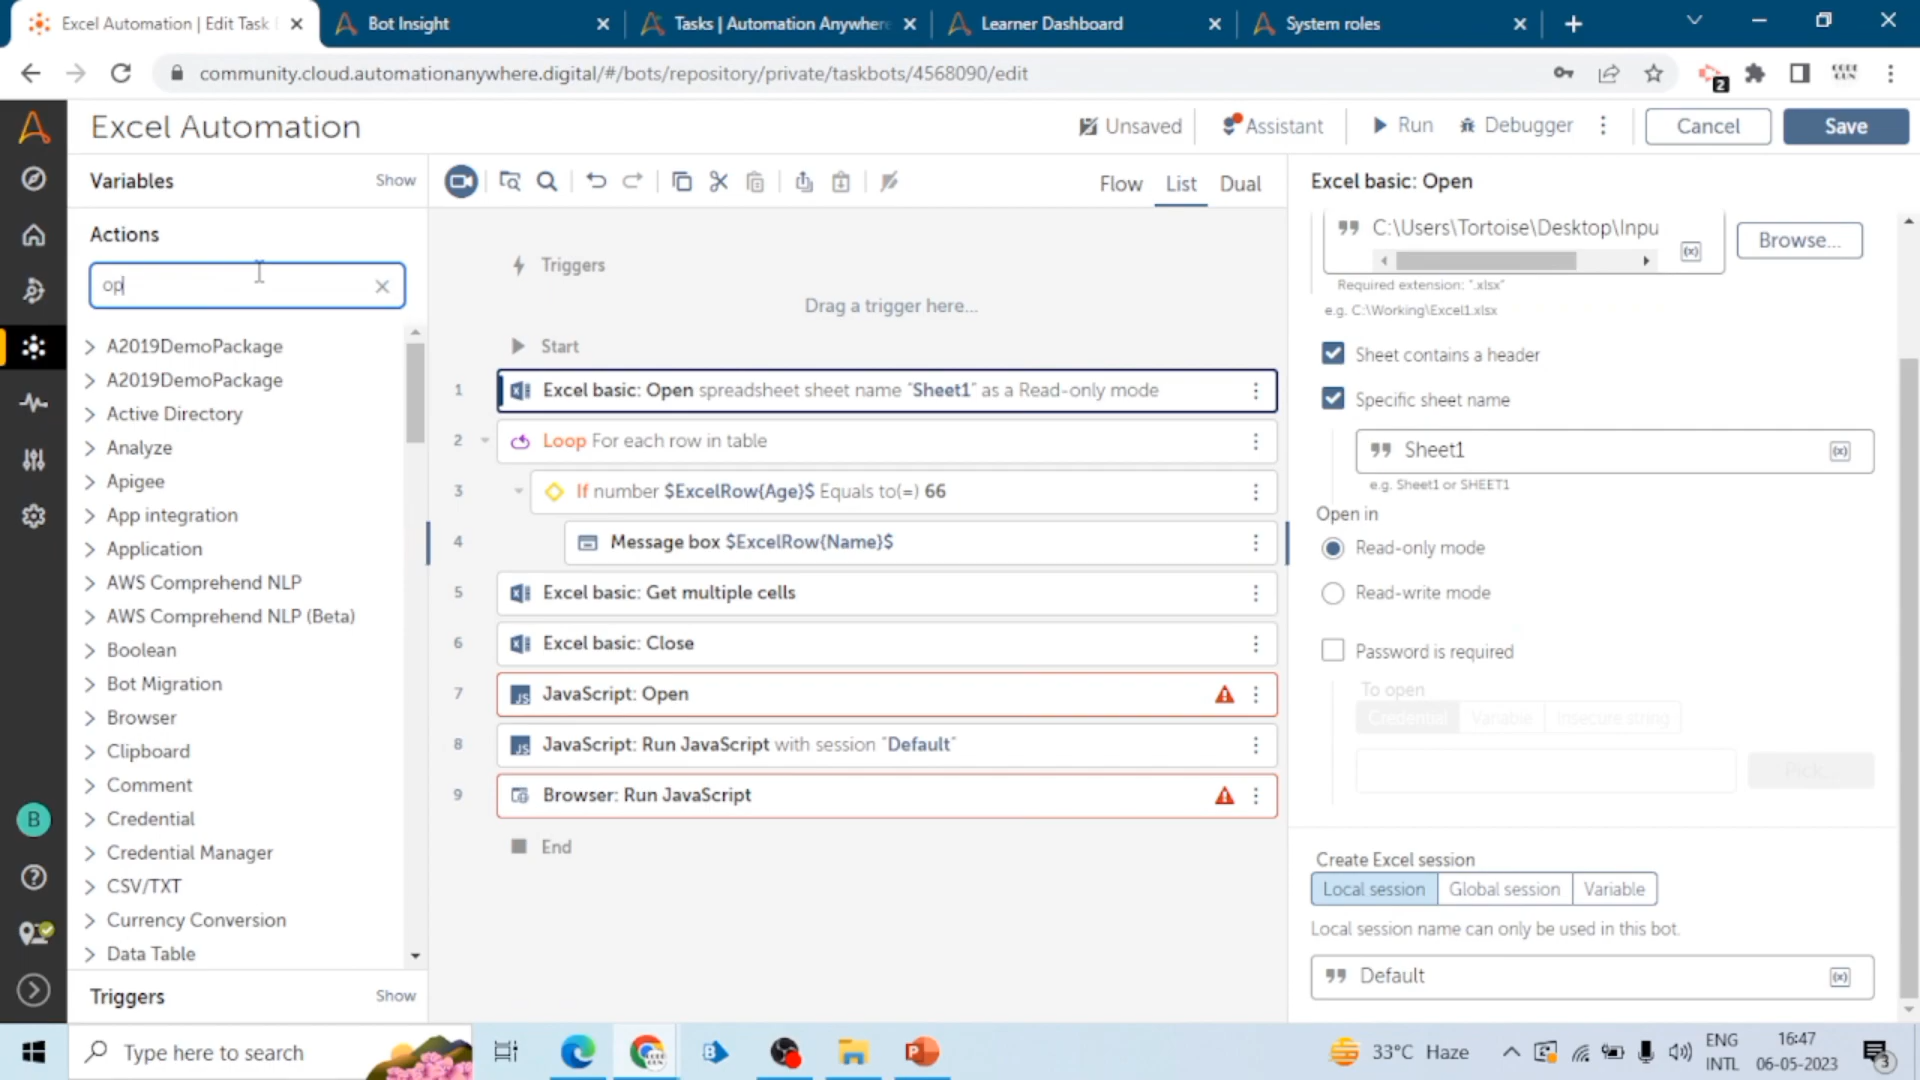 Excel Automation | Edit Task
Bot Insight
Tasks | Automation Anywhere
Learner Dashboard
System roles
community.cloud.automationanywhere.digital/#/bots/repository/private/taskbots/4568090/edit
2
Excel Automation
Unsaved
Assistant
Run
Debugger
Cancel
Save
Variables
Show
Flow
List
Dual
Excel basic: Open
Actions
op
A2019DemoPackage
A2019DemoPackage
Active Directory
Analyze
Apigee
App integration
Application
AWS Comprehend NLP
AWS Comprehend NLP (Beta)
Boolean
Bot Migration
Browser
Clipboard
Comment
Credential
Credential Manager
CSV/TXT
Currency Conversion
Data Table
Triggers
Show
B
Triggers
Drag a trigger here...
Start
1 Excel basic: Open spreadsheet sheet name "Sheet1" as a Read-only mode
2 Loop For each row in table
3 If number $ExcelRow{Age}$ Equals to(=) 66
4 Message box $ExcelRow{Name}$
5 Excel basic: Get multiple cells
6 Excel basic: Close
7 JavaScript: Open
8 JavaScript: Run JavaScript with session "Default"
9 Browser: Run JavaScript
End
C:\Users\Tortoise\Desktop\Inpu
(x)
Browse...
Required extension: ".xlsx"
e.g. C:\Working\Excel1.xlsx
Sheet contains a header
Specific sheet name
Sheet1
(x)
e.g. Sheet1 or SHEET1
Open in
Read-only mode
Read-write mode
Password is required
To open
Credential Variable Insecure string
Pick...
Create Excel session
Local session Global session Variable
Local session name can only be used in this bot.
Default
(x)
Type here to search
33°C Haze
ENG
INTL
16:47
06-05-2023
3